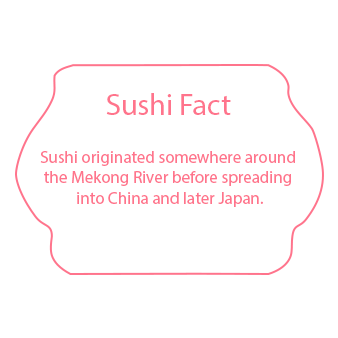 Sushi Fact
Sushi originated somewhere around
the Mekong River before spreading
into China and later Japan.